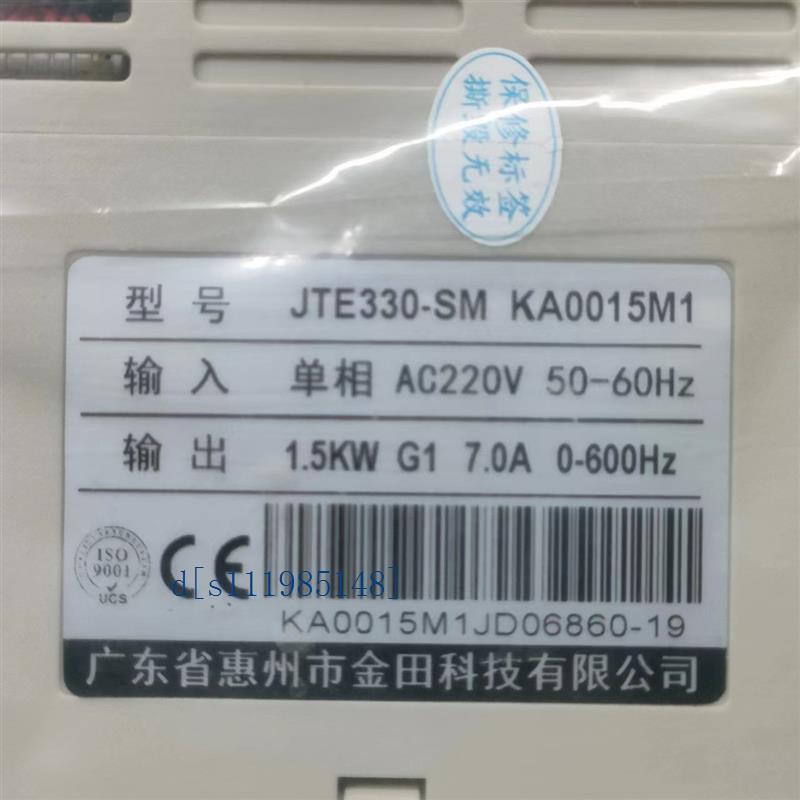 保修标签
撕毁无效
型号 JTE330-SM KA0015M1
输入 单相 AC220V 50-60Hz
输出 1.5KW G1 7.0A 0-600Hz
ISO
9001
UCS
CE
d[s111985148]
KA0015M1JD06860-19
广东省惠州市金田科技有限公司